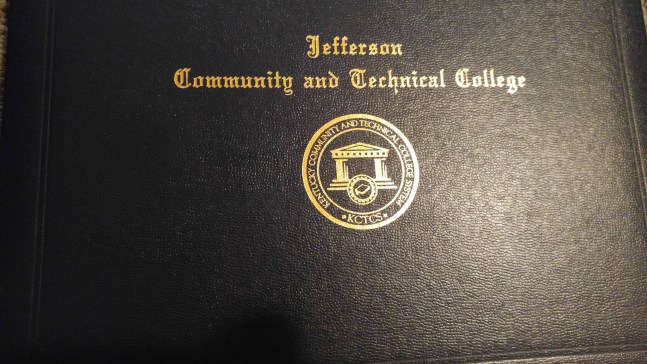 Jefferson
Community and Technical College
KENTUCKY COMMUNITY AND TECHNICAL COLLEGE SYSTEM
KCTCS